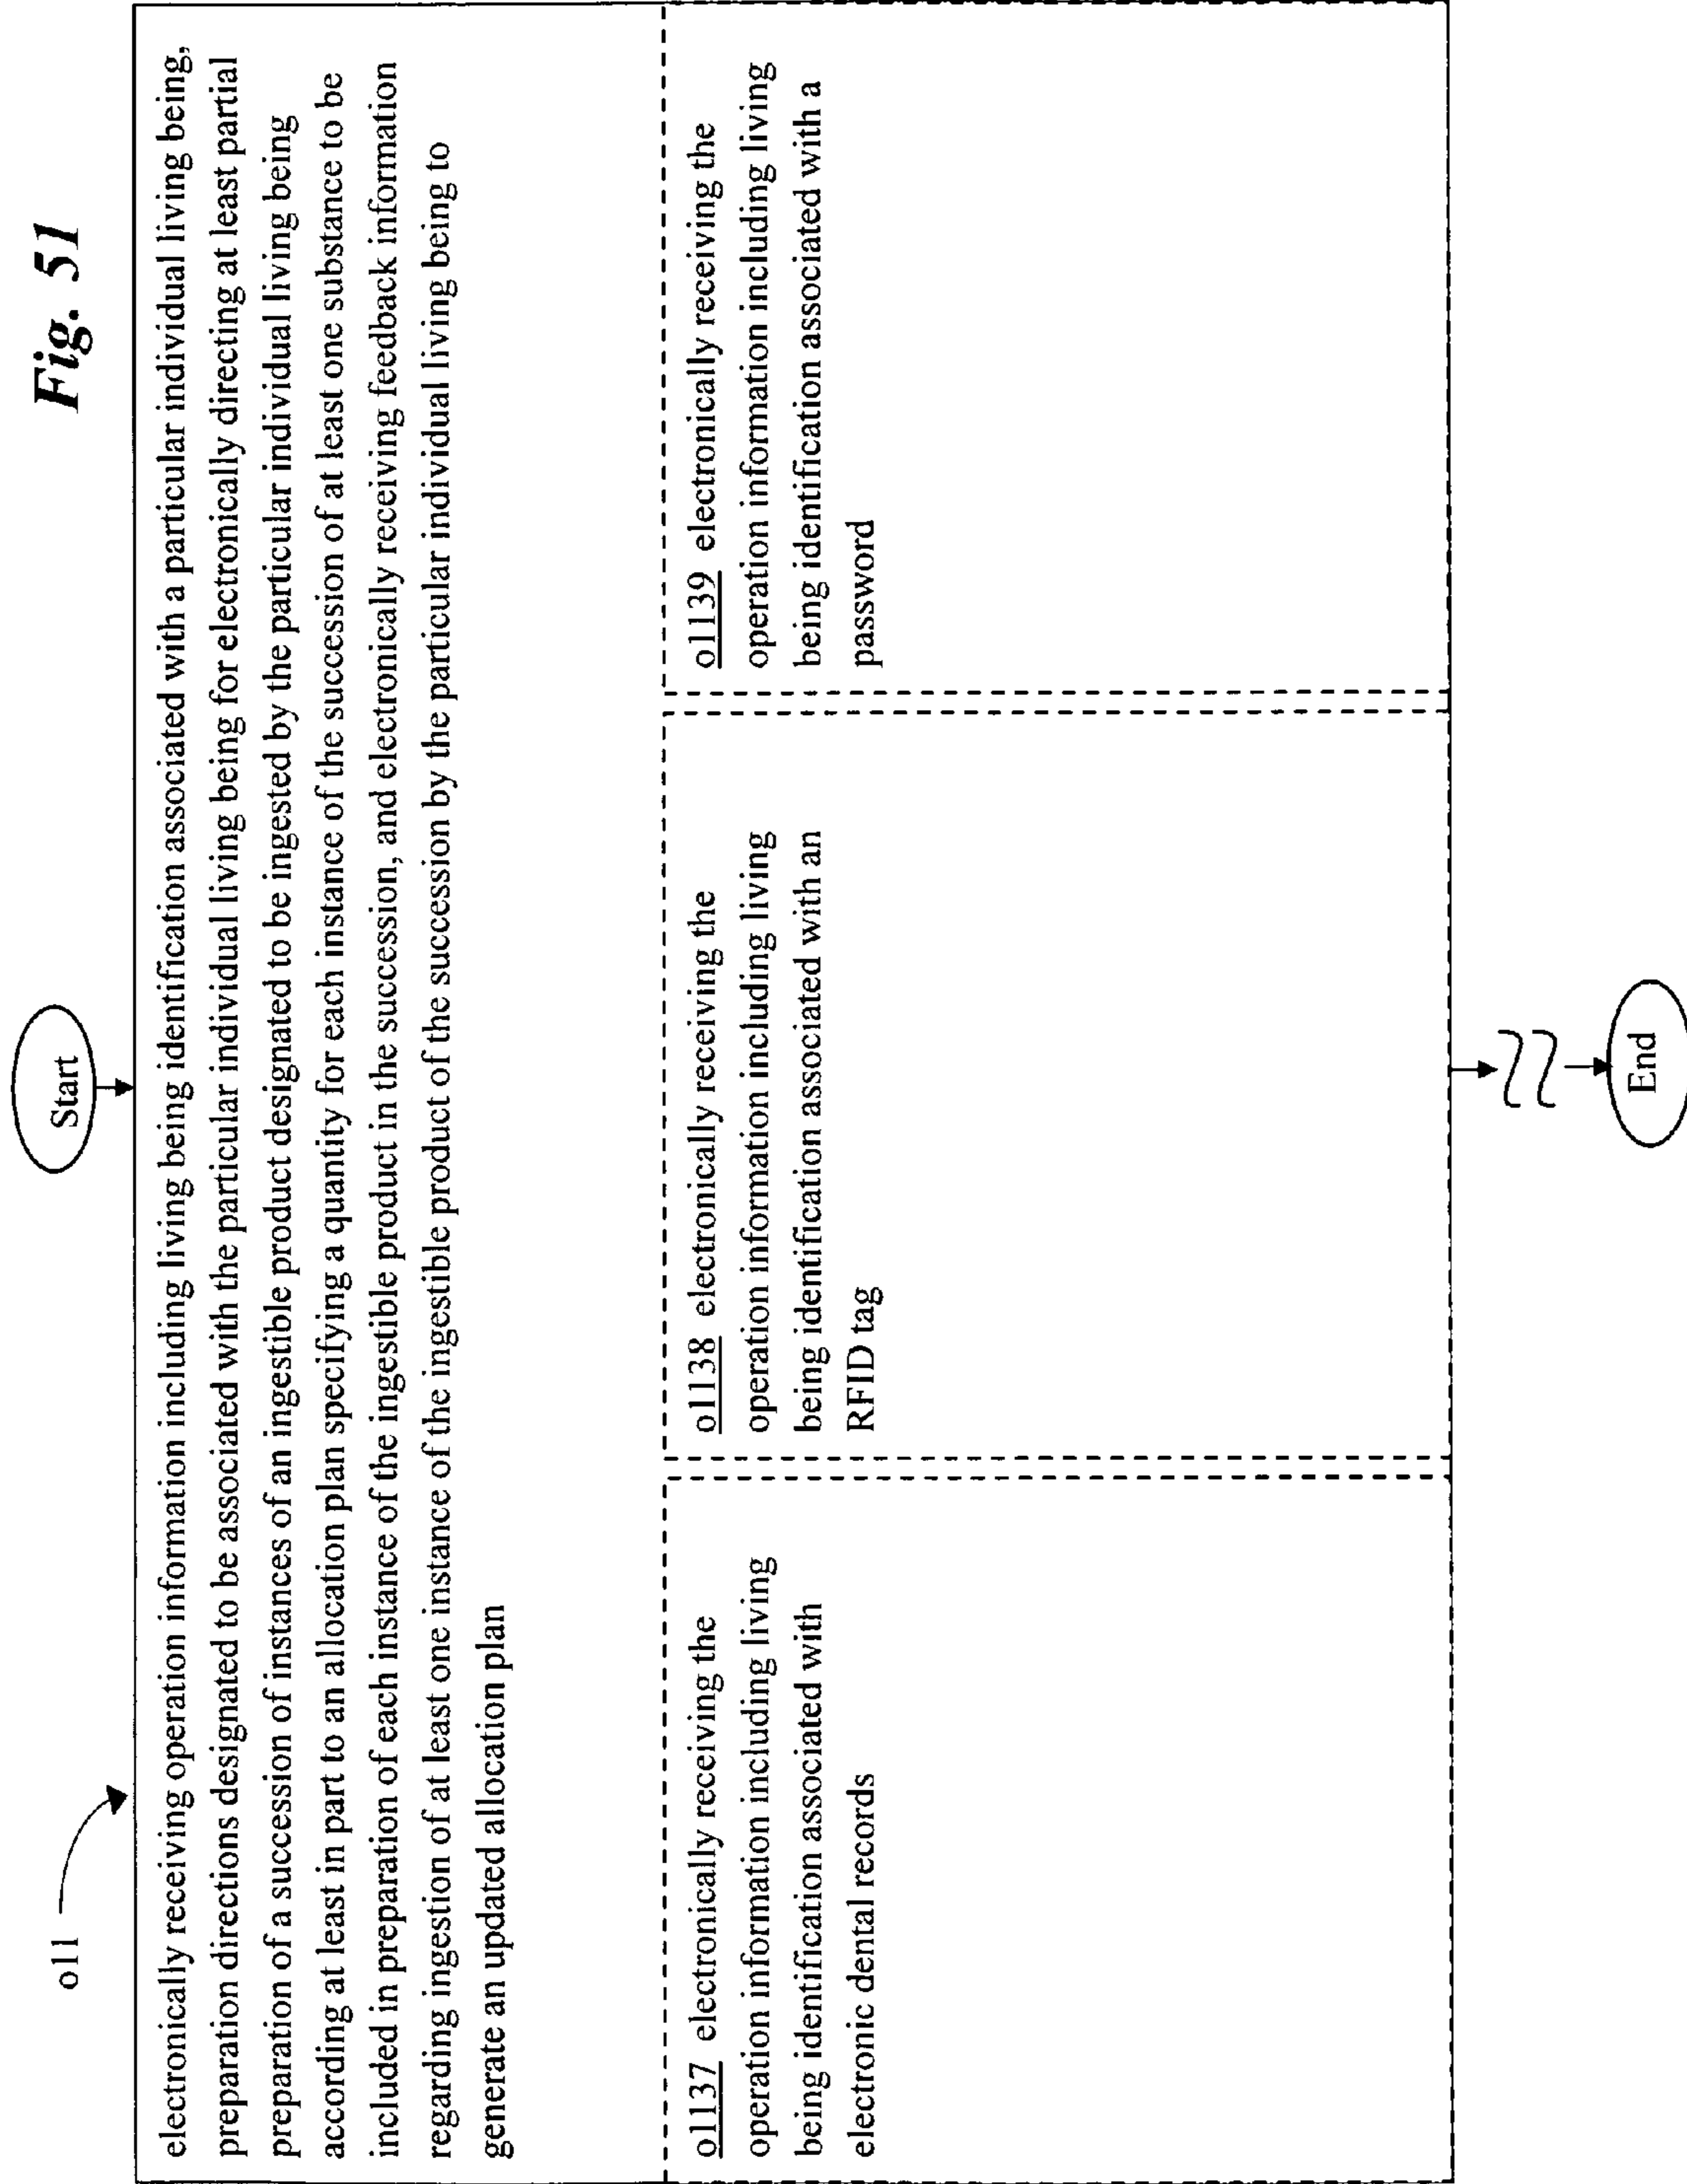 Fig. 51
Start
o11
electronically receiving operation information including living being identification associated with a particular individual living being,
preparation directions designated to be associated with the particular individual living being for electronically directing at least partial
preparation of a succession of instances of an ingestible product designated to be ingested by the particular individual living being
according at least in part to an allocation plan specifying a quantity for each instance of the succession of at least one substance to be
included in preparation of each instance of the ingestible product in the succession, and electronically receiving feedback information
regarding ingestion of at least one instance of the ingestible product of the succession by the particular individual living being to
generate an updated allocation plan
o1137 electronically receiving the
operation information including living
being identification associated with
electronic dental records
o1138 electronically receiving the
operation information including living
being identification associated with an
RFID tag
o1139 electronically receiving the
operation information including living
being identification associated with a
password
End